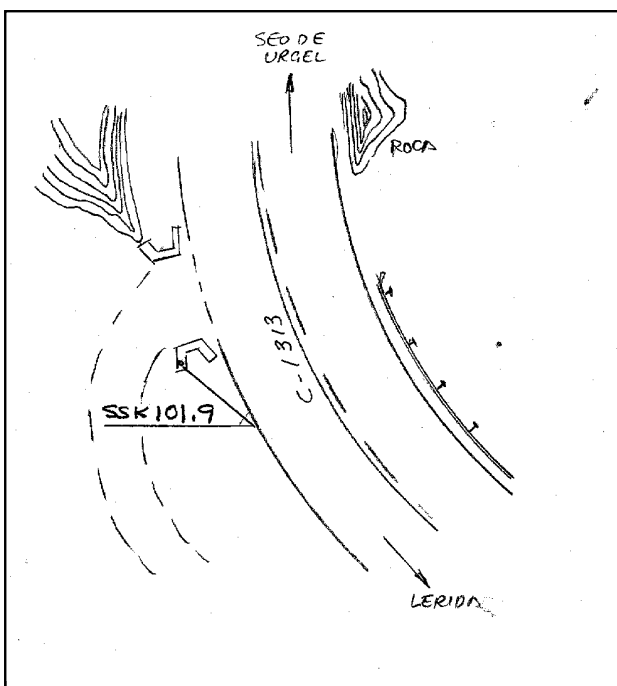 SEO DE
URGEL
ROCA
C-1313
SSK101.9
LERIDA